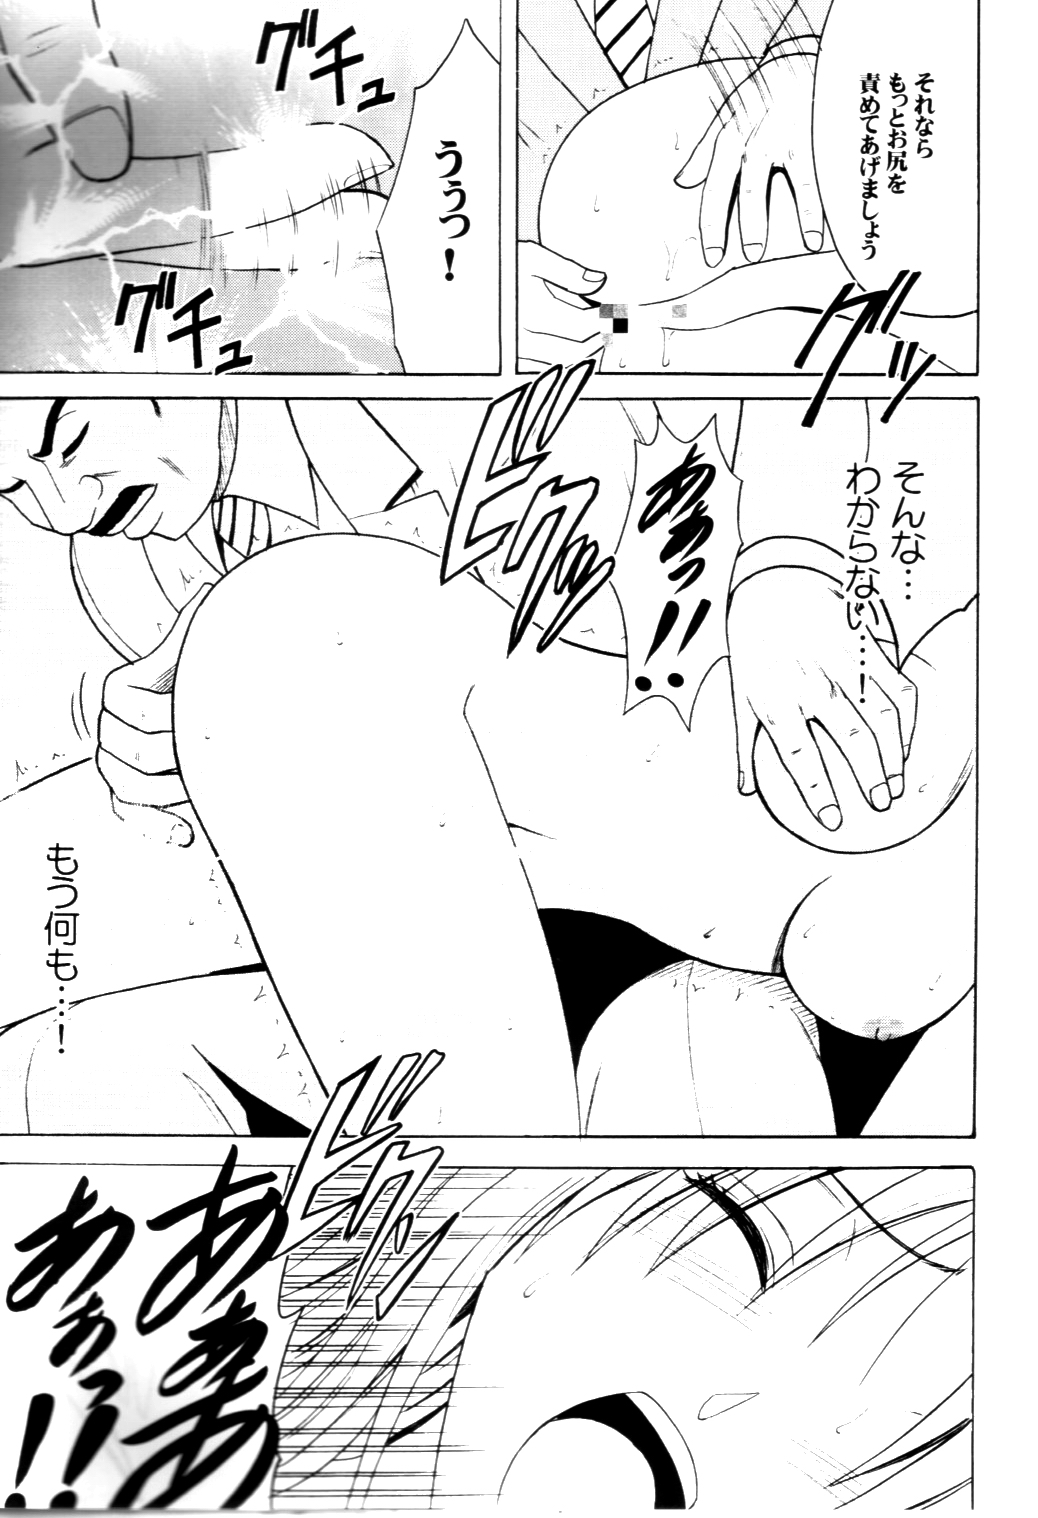 それなら
もっとお尻を
責めてあげましょう
グッ
グチュ
ううっ！
グチュ
そんな…
わからない……！
ああっ!!
ビクッ
もう何も……！
ビクッ
あああ
ああっ!!